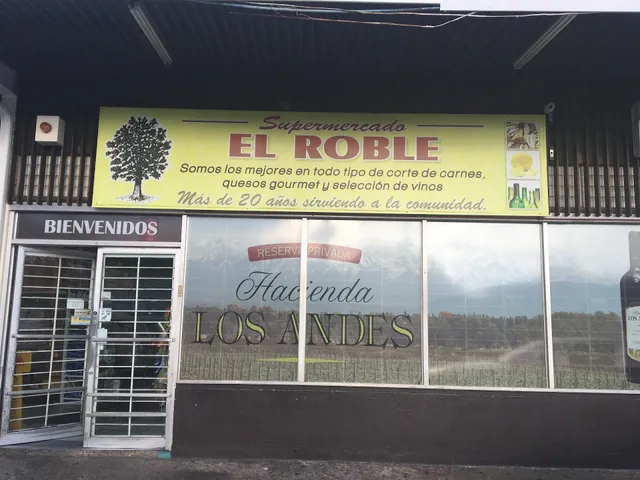 Supermercado
EL ROBLE
Somos los mejores en todo tipo de corte de carnes,
quesos gourmet y selección de vinos
Más de 20 años sirviendo a la comunidad.
BIENVENIDOS
RESERVA PRIVADA
Hacienda
LOS ANDES